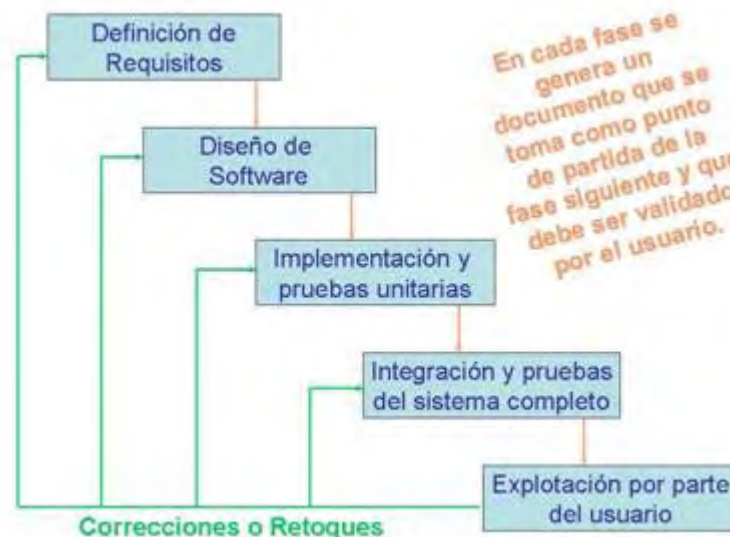 Definición de
Requisitos
En cada fase se
genera un
documento que se
toma como punto
de partida de la
fase siguiente y que
debe ser validado
por el usuario.
Diseño de
Software
Implementación y
pruebas unitarias
Integración y pruebas
del sistema completo
Explotación por parte
del usuario
Correcciones o Retoques